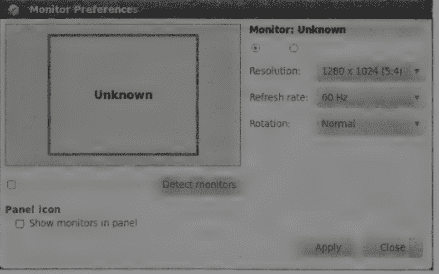 Monitor Preferences
Monitor: Unknown
Unknown
Resolution: 1280 x 1024 (5:4)
Refresh rate: 60 Hz
Rotation: Normal
Detect monitors
Panel icon
Show monitors in panel
Apply Close